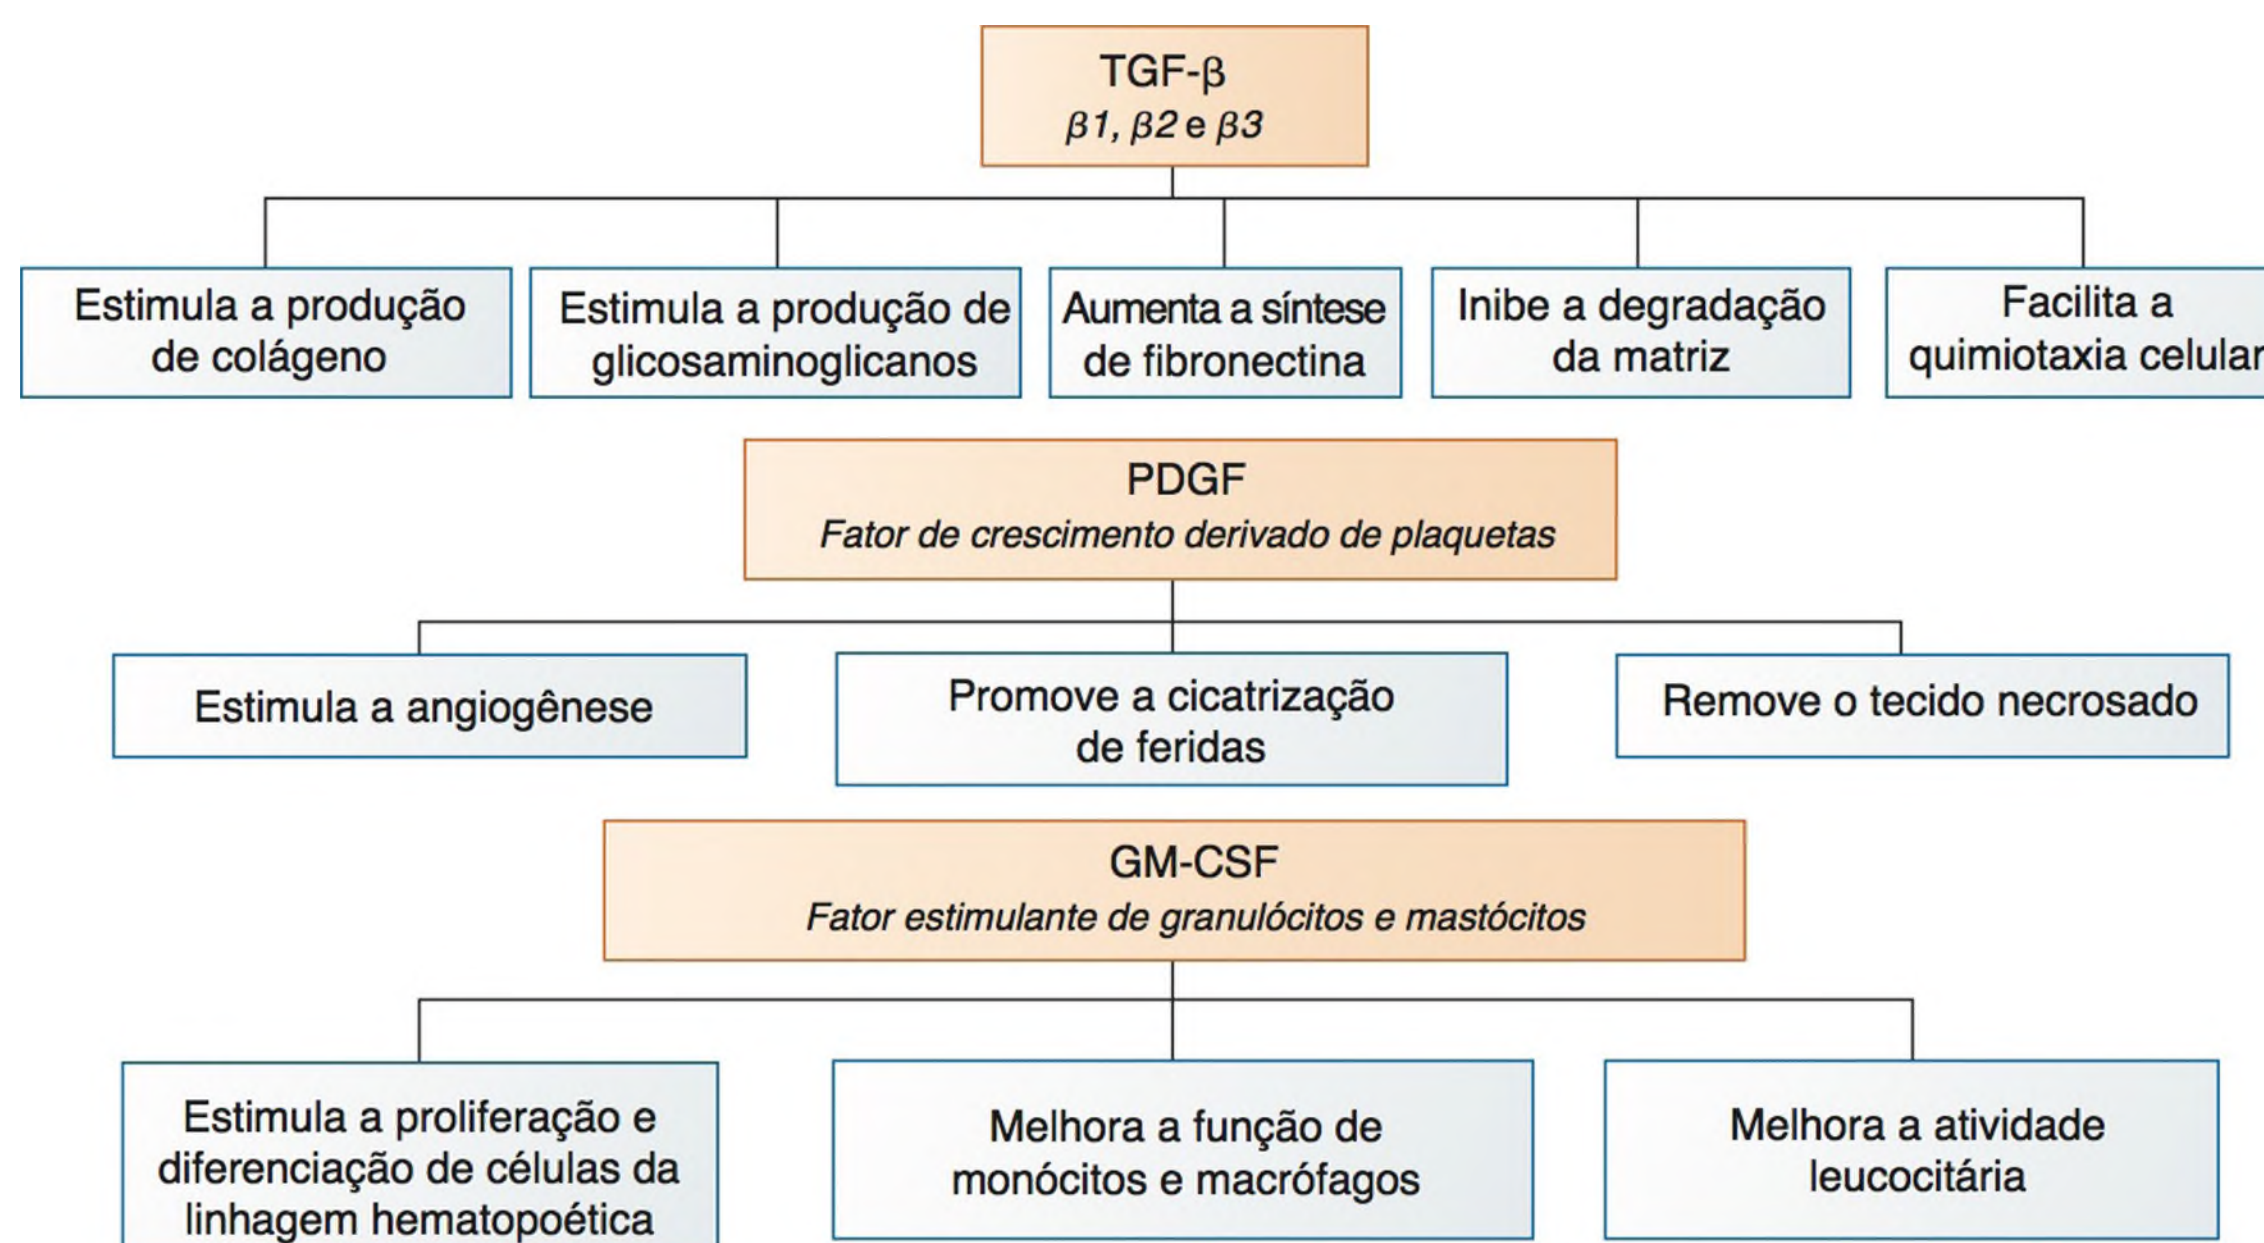 TGF-β
β1, β2 e β3
Estimula a produção
de colágeno
Estimula a produção de
glicosaminoglicanos
Aumenta a síntese
de fibronectina
Inibe a degradação
da matriz
Facilita a
quimiotaxia celular
PDGF
Fator de crescimento derivado de plaquetas
Estimula a angiogênese
Promove a cicatrização
de feridas
Remove o tecido necrosado
GM-CSF
Fator estimulante de granulócitos e mastócitos
Estimula a proliferação e
diferenciação de células da
linhagem hematopoética
Melhora a função de
monócitos e macrófagos
Melhora a atividade
leucocitária